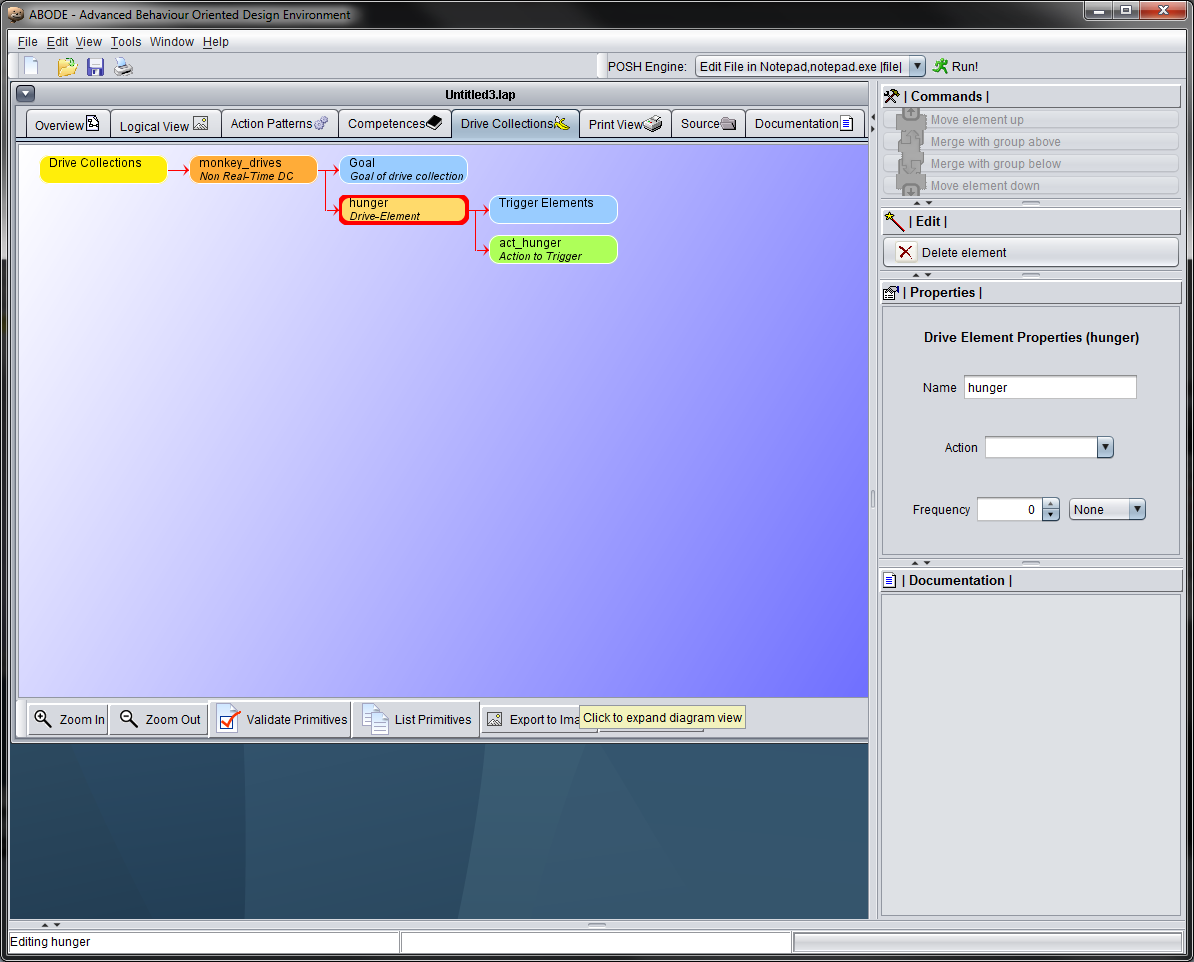 ABODE - Advanced Behaviour Oriented Design Environment
File Edit View Tools Window Help
POSH Engine: Edit File in Notepad,notepad.exe |file| Run!
Untitled3.lap
Overview Logical View Action Patterns Competences Drive Collections Print View Source Documentation
Drive Collections
monkey_drives
Non Real-Time DC
Goal
Goal of drive collection
hunger
Drive-Element
Trigger Elements
act_hunger
Action to Trigger
Zoom In Zoom Out Validate Primitives List Primitives Export to Ima
Click to expand diagram view
| Commands |
Move element up
Merge with group above
Merge with group below
Move element down
| Edit |
Delete element
| Properties |
Drive Element Properties (hunger)
Name hunger
Action
Frequency 0 None
| Documentation |
Editing hunger